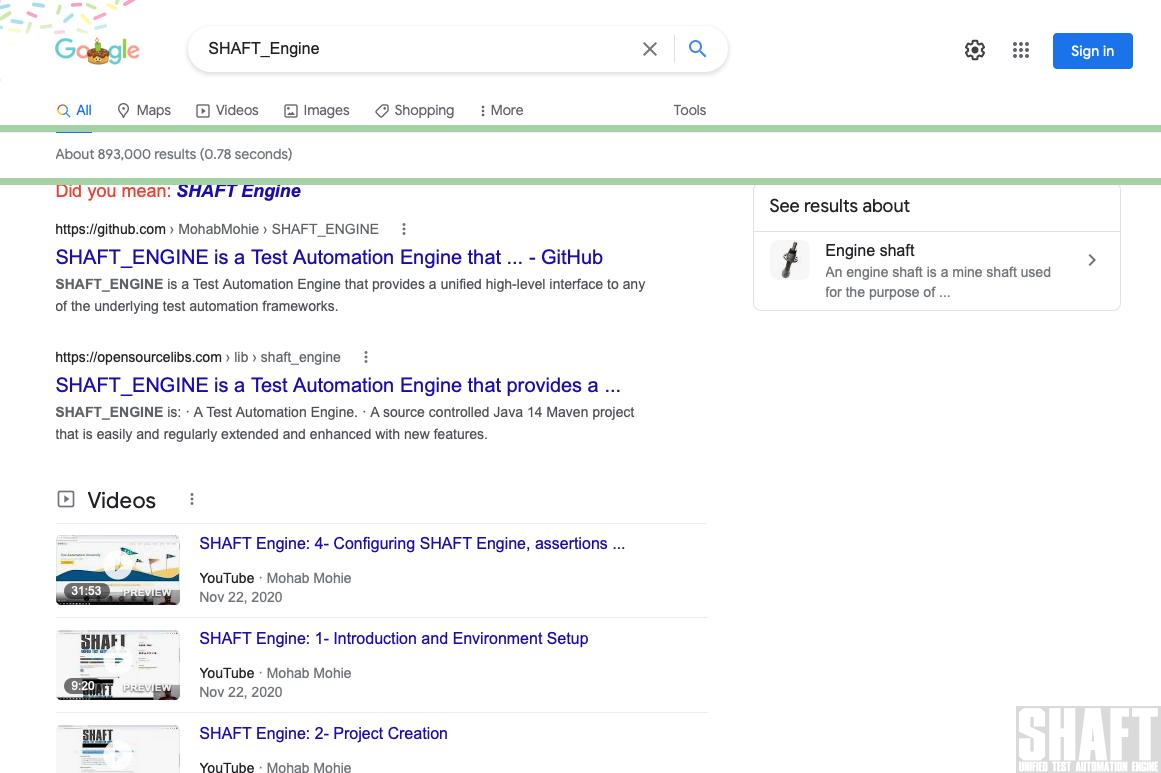 Google
SHAFT_Engine
Sign in
All Maps Videos Images Shopping More Tools
About 893,000 results (0.78 seconds)
Did you mean: SHAFT Engine
https://github.com › MohabMohie › SHAFT_ENGINE
SHAFT_ENGINE is a Test Automation Engine that ... - GitHub
SHAFT_ENGINE is a Test Automation Engine that provides a unified high-level interface to any
of the underlying test automation frameworks.
https://opensourcelibs.com › lib › shaft_engine
SHAFT_ENGINE is a Test Automation Engine that provides a ...
SHAFT_ENGINE is: · A Test Automation Engine. · A source controlled Java 14 Maven project
that is easily and regularly extended and enhanced with new features.
Videos
SHAFT Engine: 4- Configuring SHAFT Engine, assertions ...
31:53 PREVIEW
YouTube · Mohab Mohie
Nov 22, 2020
SHAFT Engine: 1- Introduction and Environment Setup
SHAFT
9:20 PREVIEW
YouTube · Mohab Mohie
Nov 22, 2020
SHAFT Engine: 2- Project Creation
SHAFT
YouTube · Mohab Mohie
See results about
Engine shaft
An engine shaft is a mine shaft used
for the purpose of ...
SHAFT
UNIFIED TEST AUTOMATION ENGINE